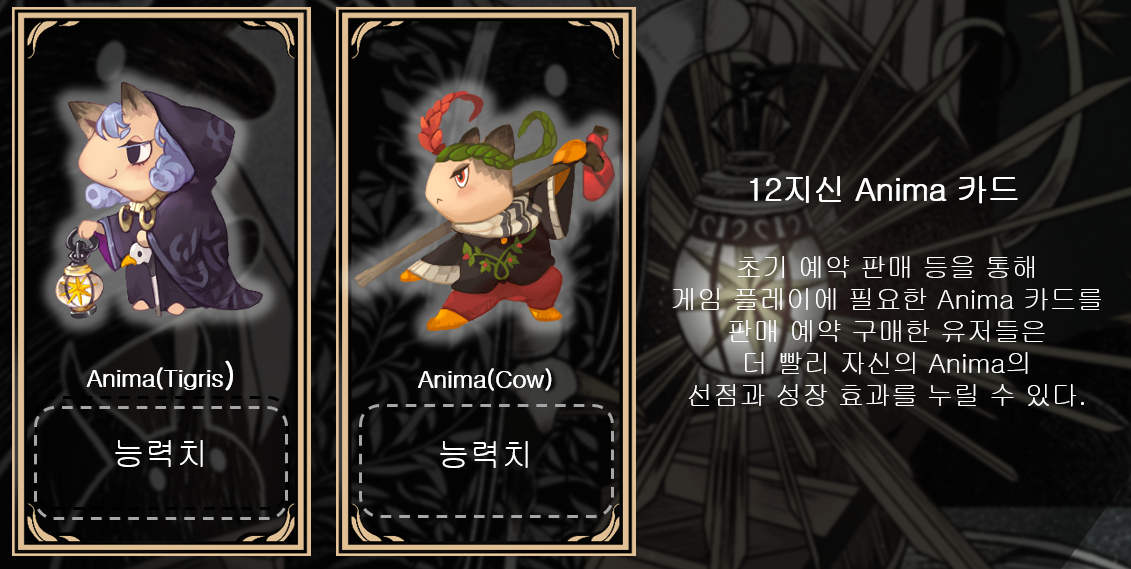 Anima(Tigris)
능력치
Anima(Cow)
능력치
12지신 Anima 카드
초기 예약 판매 등을 통해
게임 플레이에 필요한 Anima 카드를
판매 예약 구매한 유저들은
더 빨리 자신의 Anima의
선점과 성장 효과를 누릴 수 있다.